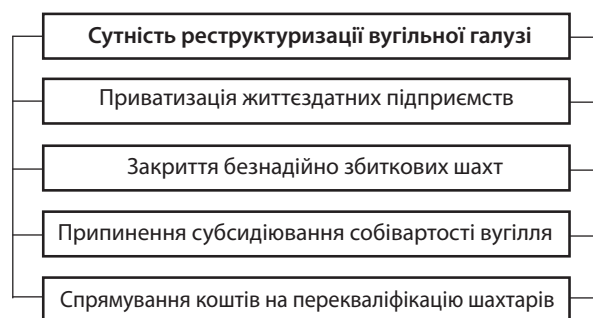 Сутність реструктуризації вугільної галузі
Приватизація життєздатних підприємств
Закриття безнадійно збиткових шахт
Припинення субсидіювання собівартості вугілля
Спрямування коштів на перекваліфікацію шахтарів